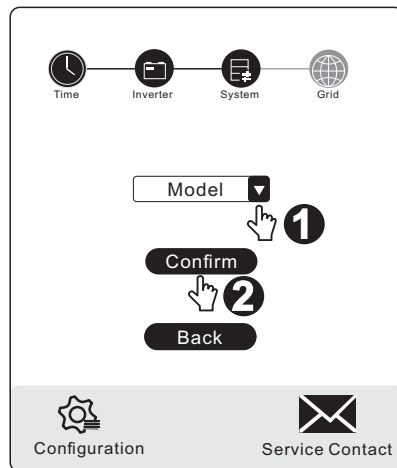 Time Inverter System Grid
Model
1
Confirm
2
Back
Configuration Service Contact